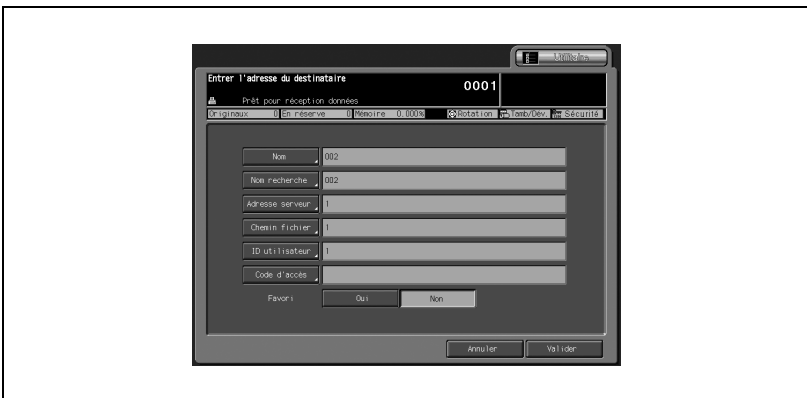 Utilitaire
Entrer l'adresse du destinataire
0001
Prêt pour réception données
Originaux 0 En réserve 0 Mémoire 0.000% Rotation Tamb/Dév. Sécurité
Nom 002
Nom recherche 002
Adresse serveur 1
Chemin fichier 1
ID utilisateur 1
Code d'accès
Favori Oui Non
Annuler Valider